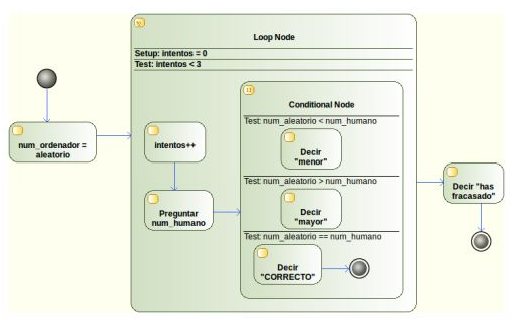 Loop Node
Setup: intentos = 0
Test: intentos < 3
num_ordenador =
aleatorio
intentos++
Preguntar
num_humano
Conditional Node
Test: num_aleatorio < num_humano
Decir
"menor"
Test: num_aleatorio > num_humano
Decir
"mayor"
Test: num_aleatorio == num_humano
Decir
"CORRECTO"
Decir "has
fracasado"